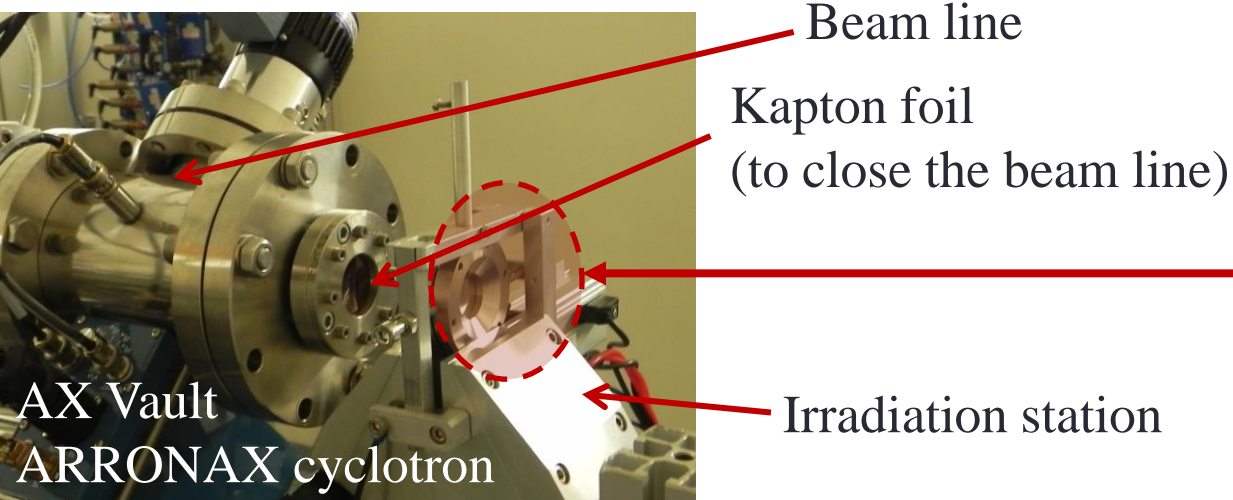 Beam line
Kapton foil
(to close the beam line)
Irradiation station
AX Vault
ARRONAX cyclotron